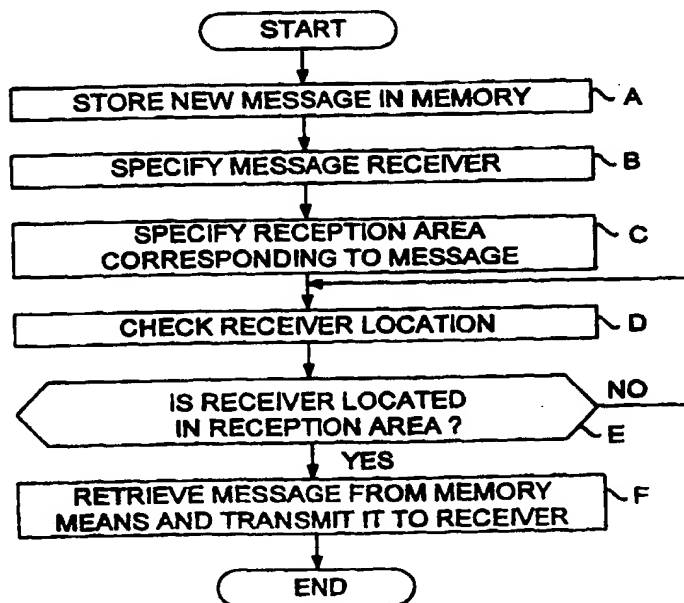 START
STORE NEW MESSAGE IN MEMORY
A
SPECIFY MESSAGE RECEIVER
B
SPECIFY RECEPTION AREA
CORRESPONDING TO MESSAGE
C
CHECK RECEIVER LOCATION
D
IS RECEIVER LOCATED
IN RECEPTION AREA ?
NO
E
YES
RETRIEVE MESSAGE FROM MEMORY
MEANS AND TRANSMIT IT TO RECEIVER
F
END